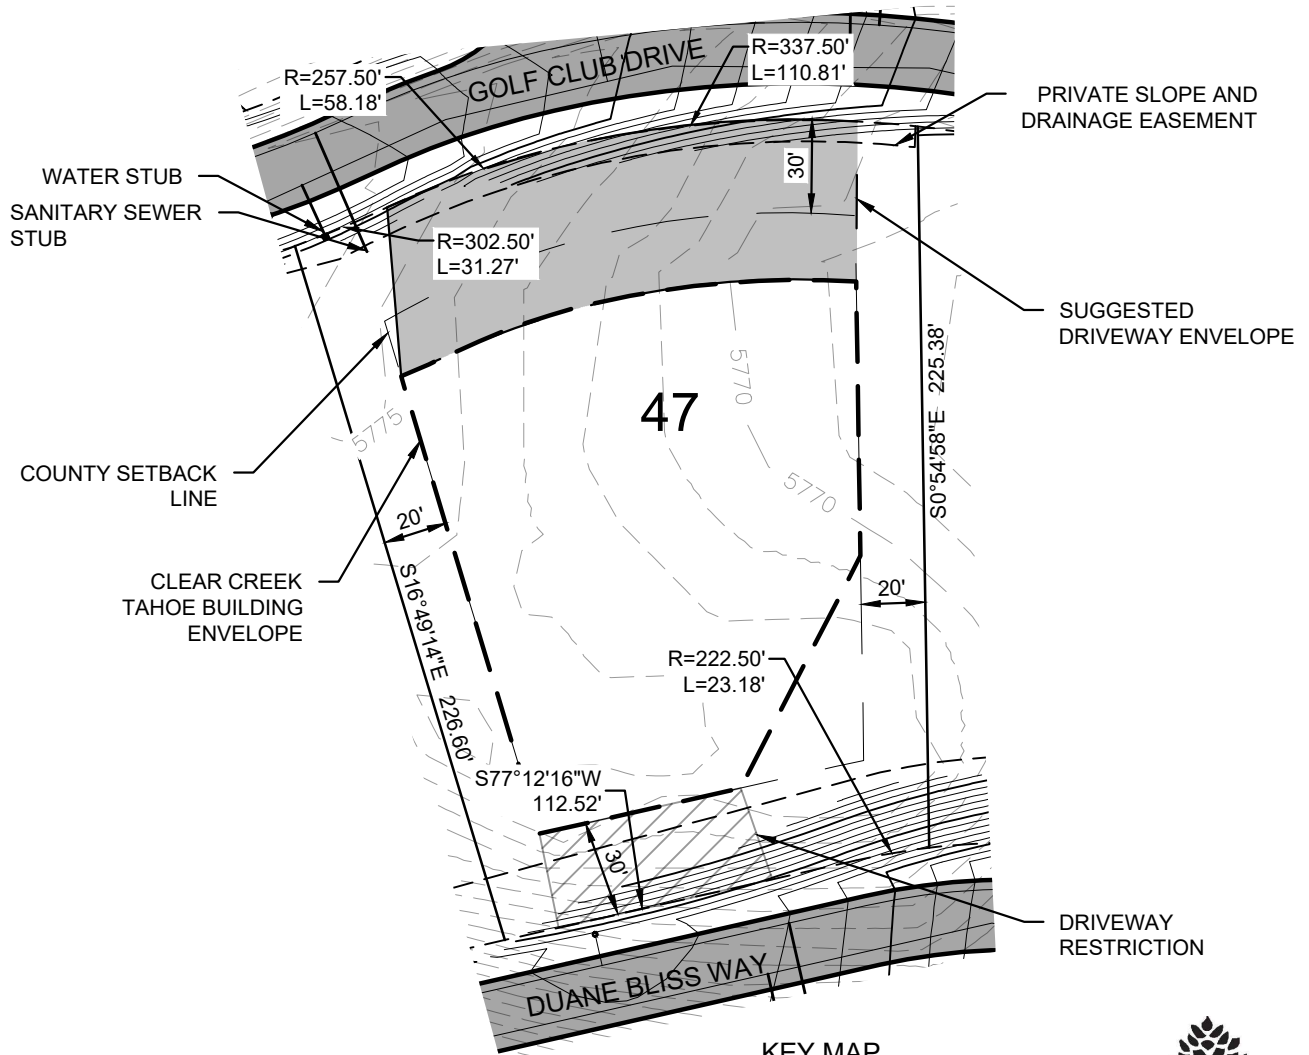 GOLF CLUB DRIVE
R=257.50'
L=58.18'
R=337.50'
L=110.81'
PRIVATE SLOPE AND
DRAINAGE EASEMENT
WATER STUB
SANITARY SEWER
STUB
30'
R=302.50'
L=31.27'
SUGGESTED
DRIVEWAY ENVELOPE
S0°54'58"E 225.38'
5770
47
5775
COUNTY SETBACK
LINE
5770
20'
CLEAR CREEK
TAHOE BUILDING
ENVELOPE
S16°49'14"E 226.60'
20'
R=222.50'
L=23.18'
S77°12'16"W
112.52'
30'
DRIVEWAY
RESTRICTION
DUANE BLISS WAY
KEY MAP